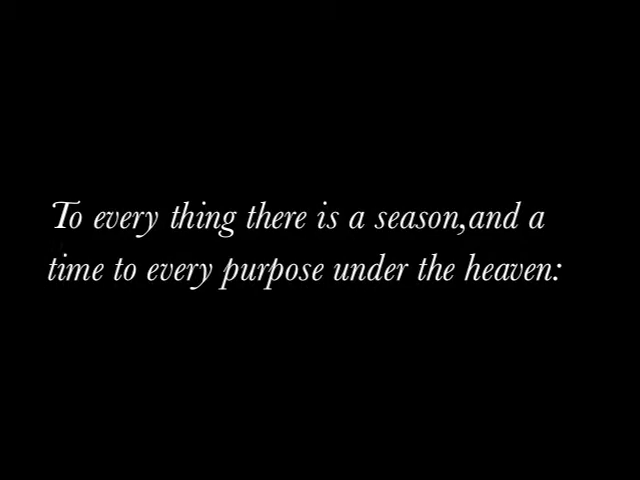 To every thing there is a season,and a
time to every purpose under the heaven: